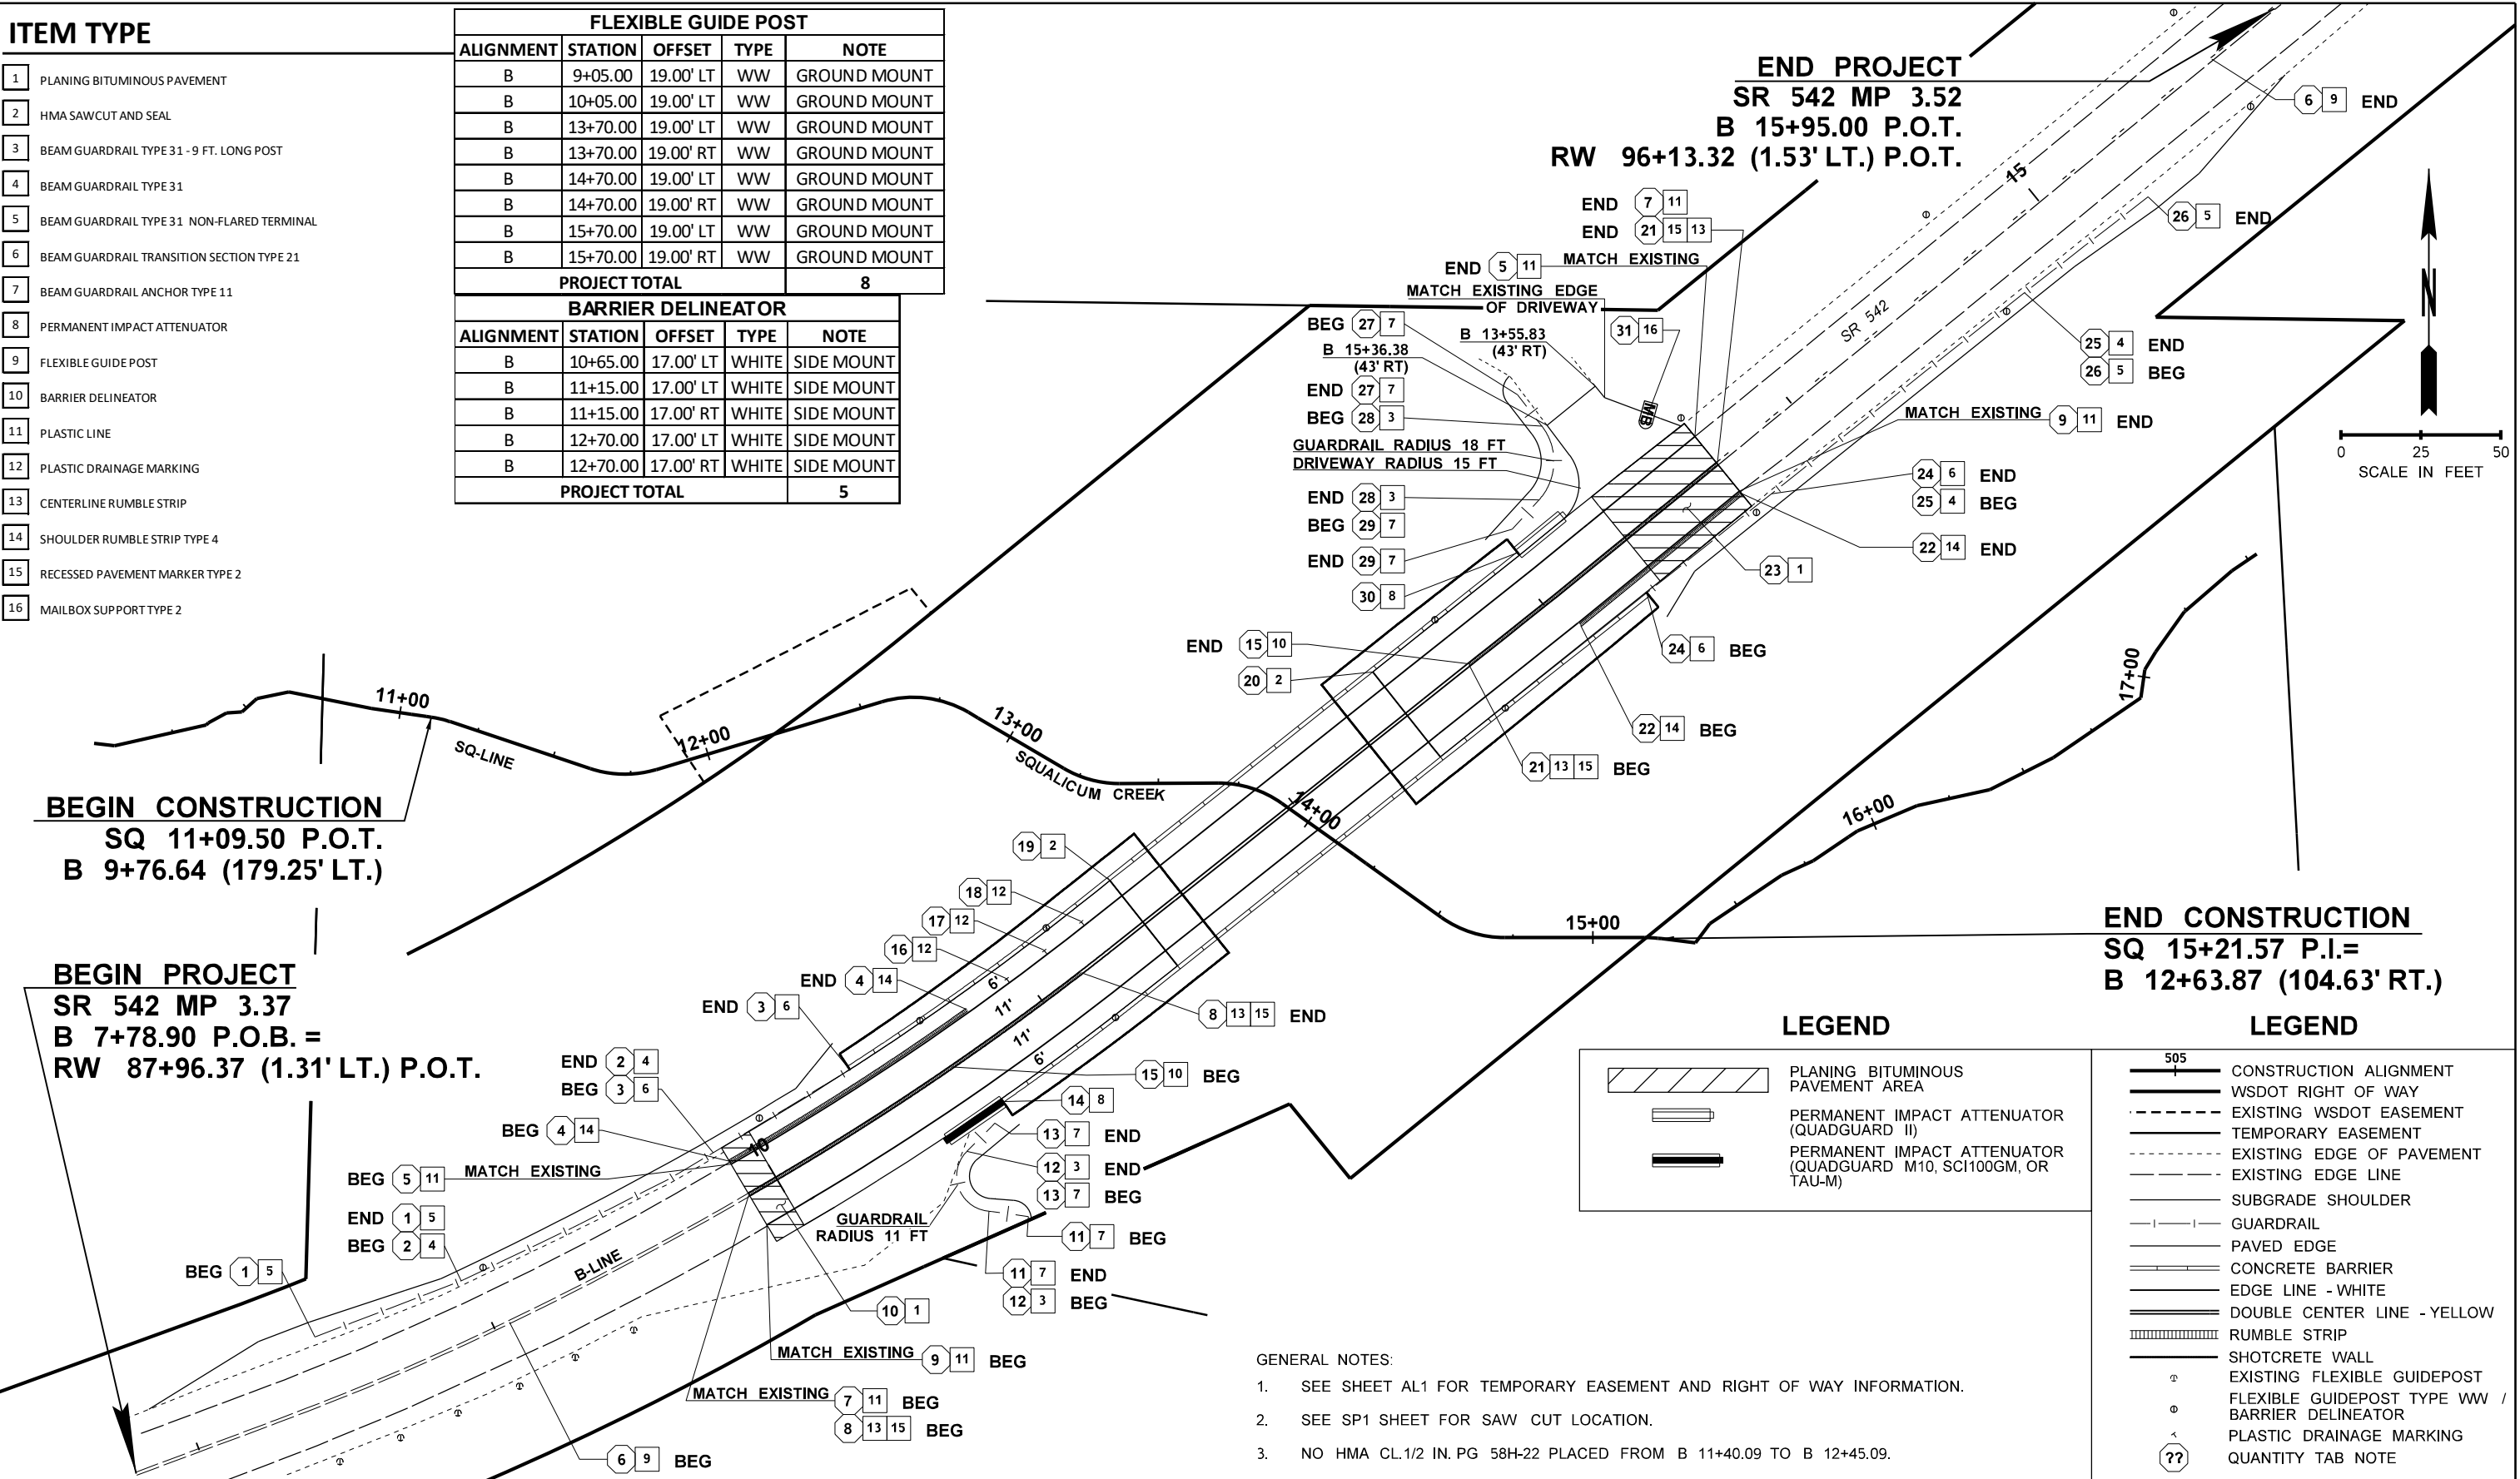 ITEM TYPE
1 PLANING BITUMINOUS PAVEMENT
2 HMA SAWCUT AND SEAL
3 BEAM GUARDRAIL TYPE 31 - 9 FT. LONG POST
4 BEAM GUARDRAIL TYPE 31
5 BEAM GUARDRAIL TYPE 31 NON-FLARED TERMINAL
6 BEAM GUARDRAIL TRANSITION SECTION TYPE 21
7 BEAM GUARDRAIL ANCHOR TYPE 11
8 PERMANENT IMPACT ATTENUATOR
9 FLEXIBLE GUIDE POST
10 BARRIER DELINEATOR
11 PLASTIC LINE
12 PLASTIC DRAINAGE MARKING
13 CENTERLINE RUMBLE STRIP
14 SHOULDER RUMBLE STRIP TYPE 4
15 RECESSED PAVEMENT MARKER TYPE 2
16 MAILBOX SUPPORT TYPE 2
FLEXIBLE GUIDE POST
ALIGNMENT STATION OFFSET TYPE NOTE
B 9+05.00 19.00' LT WW GROUND MOUNT
B 10+05.00 19.00' LT WW GROUND MOUNT
B 13+70.00 19.00' LT WW GROUND MOUNT
B 13+70.00 19.00' RT WW GROUND MOUNT
B 14+70.00 19.00' LT WW GROUND MOUNT
B 14+70.00 19.00' RT WW GROUND MOUNT
B 15+70.00 19.00' LT WW GROUND MOUNT
B 15+70.00 19.00' RT WW GROUND MOUNT
PROJECT TOTAL 8
BARRIER DELINEATOR
ALIGNMENT STATION OFFSET TYPE NOTE
B 10+65.00 17.00' LT WHITE SIDE MOUNT
B 11+15.00 17.00' LT WHITE SIDE MOUNT
B 11+15.00 17.00' RT WHITE SIDE MOUNT
B 12+70.00 17.00' LT WHITE SIDE MOUNT
B 12+70.00 17.00' RT WHITE SIDE MOUNT
PROJECT TOTAL 5
END PROJECT
SR 542 MP 3.52
B 15+95.00 P.O.T.
RW 96+13.32 (1.53' LT.) P.O.T.
6 9 END
15
26 5 END
END 7 11
END 21 15 13
END 5 11 MATCH EXISTING
MATCH EXISTING EDGE
OF DRIVEWAY
BEG 27 7
B 13+55.83
(43' RT)
31 16
B 15+36.38
(43' RT)
END 27 7
BEG 28 3
MB
SR 542
25 4 END
26 5 BEG
MATCH EXISTING 9 11 END
N
0 25 50
SCALE IN FEET
GUARDRAIL RADIUS 18 FT
DRIVEWAY RADIUS 15 FT
24 6 END
25 4 BEG
END 28 3
BEG 29 7
22 14 END
END 29 7
23 1
30 8
END 15 10
24 6 BEG
20 2
22 14 BEG
21 13 15 BEG
11+00
SQ-LINE
12+00
13+00
SQUALICUM CREEK
14+00
15+00
16+00
17+00
BEGIN CONSTRUCTION
SQ 11+09.50 P.O.T.
B 9+76.64 (179.25' LT.)
19 2
18 12
17 12
16 12
END 4 14
END 3 6
6'
11'
11'
6'
8 13 15 END
END CONSTRUCTION
SQ 15+21.57 P.I.=
B 12+63.87 (104.63' RT.)
BEGIN PROJECT
SR 542 MP 3.37
B 7+78.90 P.O.B. =
RW 87+96.37 (1.31' LT.) P.O.T.
END 2 4
BEG 3 6
15 10 BEG
14 8
BEG 4 14
10
13 7 END
12 3 END
13 7 BEG
BEG 5 11 MATCH EXISTING
END 1 5
BEG 2 4
GUARDRAIL
RADIUS 11 FT
11 7 BEG
BEG 1 5
B-LINE
11 7 END
12 3 BEG
10 1
MATCH EXISTING 9 11 BEG
MATCH EXISTING 7 11 BEG
8 13 15 BEG
6 9 BEG
LEGEND
PLANING BITUMINOUS
PAVEMENT AREA
PERMANENT IMPACT ATTENUATOR
(QUADGUARD II)
PERMANENT IMPACT ATTENUATOR
(QUADGUARD M10, SCI100GM, OR
TAU-M)
LEGEND
505
CONSTRUCTION ALIGNMENT
WSDOT RIGHT OF WAY
EXISTING WSDOT EASEMENT
TEMPORARY EASEMENT
EXISTING EDGE OF PAVEMENT
EXISTING EDGE LINE
SUBGRADE SHOULDER
GUARDRAIL
PAVED EDGE
CONCRETE BARRIER
EDGE LINE - WHITE
DOUBLE CENTER LINE - YELLOW
RUMBLE STRIP
SHOTCRETE WALL
EXISTING FLEXIBLE GUIDEPOST
FLEXIBLE GUIDEPOST TYPE WW /
BARRIER DELINEATOR
PLASTIC DRAINAGE MARKING
?? QUANTITY TAB NOTE
GENERAL NOTES:
1. SEE SHEET AL1 FOR TEMPORARY EASEMENT AND RIGHT OF WAY INFORMATION.
2. SEE SP1 SHEET FOR SAW CUT LOCATION.
3. NO HMA CL.1/2 IN. PG 58H-22 PLACED FROM B 11+40.09 TO B 12+45.09.